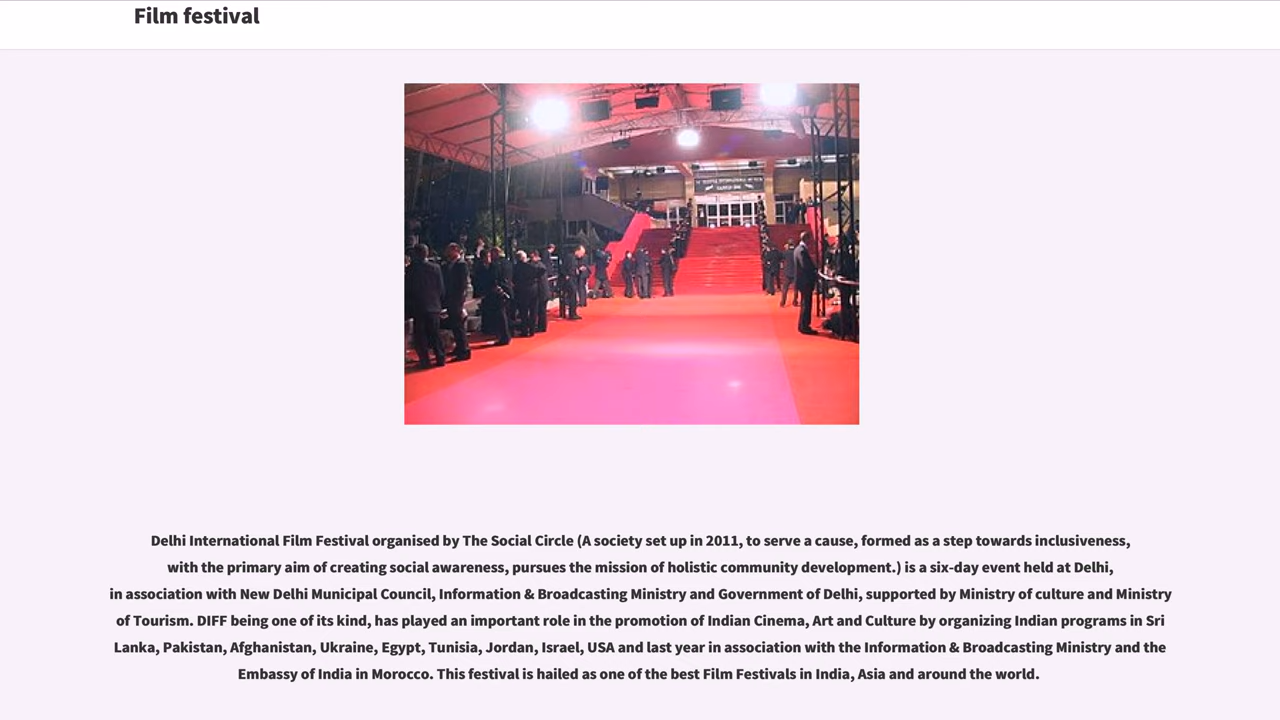 Film festival
Delhi International Film Festival organised by The Social Circle (A society set up in 2011, to serve a cause, formed as a step towards inclusiveness,
with the primary aim of creating social awareness, pursues the mission of holistic community development.) is a six-day event held at Delhi,
in association with New Delhi Municipal Council, Information & Broadcasting Ministry and Government of Delhi, supported by Ministry of culture and Ministry
of Tourism. DIFF being one of its kind, has played an important role in the promotion of Indian Cinema, Art and Culture by organizing Indian programs in Sri
Lanka, Pakistan, Afghanistan, Ukraine, Egypt, Tunisia, Jordan, Israel, USA and last year in association with the Information & Broadcasting Ministry and the
Embassy of India in Morocco. This festival is hailed as one of the best Film Festivals in India, Asia and around the world.